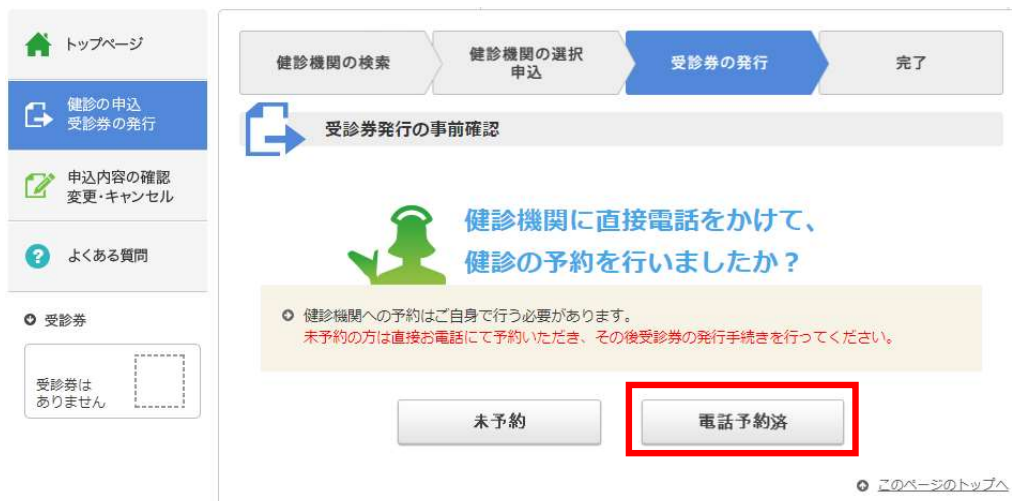 トップページ
健診の申込
受診券の発行
申込内容の確認
変更・キャンセル
よくある質問
受診券
受診券は
ありません
健診機関の検索
健診機関の選択
申込
受診券の発行
完了
受診券発行の事前確認
健診機関に直接電話をかけて、
健診の予約を行いましたか？
健診機関への予約はご自身で行う必要があります。
未予約の方は直接お電話にて予約いただき、その後受診券の発行手続きを行ってください。
未予約
電話予約済
このページのトップへ